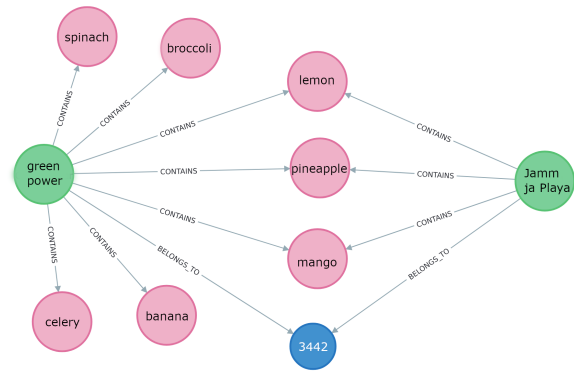 spinach
broccoli
lemon
CONTAINS
CONTAINS
CONTAINS
CONTAINS
green
power
CONTAINS
pineapple
CONTAINS
Jamm
ja Playa
CONTAINS
CONTAINS
CONTAINS
CONTAINS
BELONGS_TO
mango
BELONGS_TO
celery
banana
3442